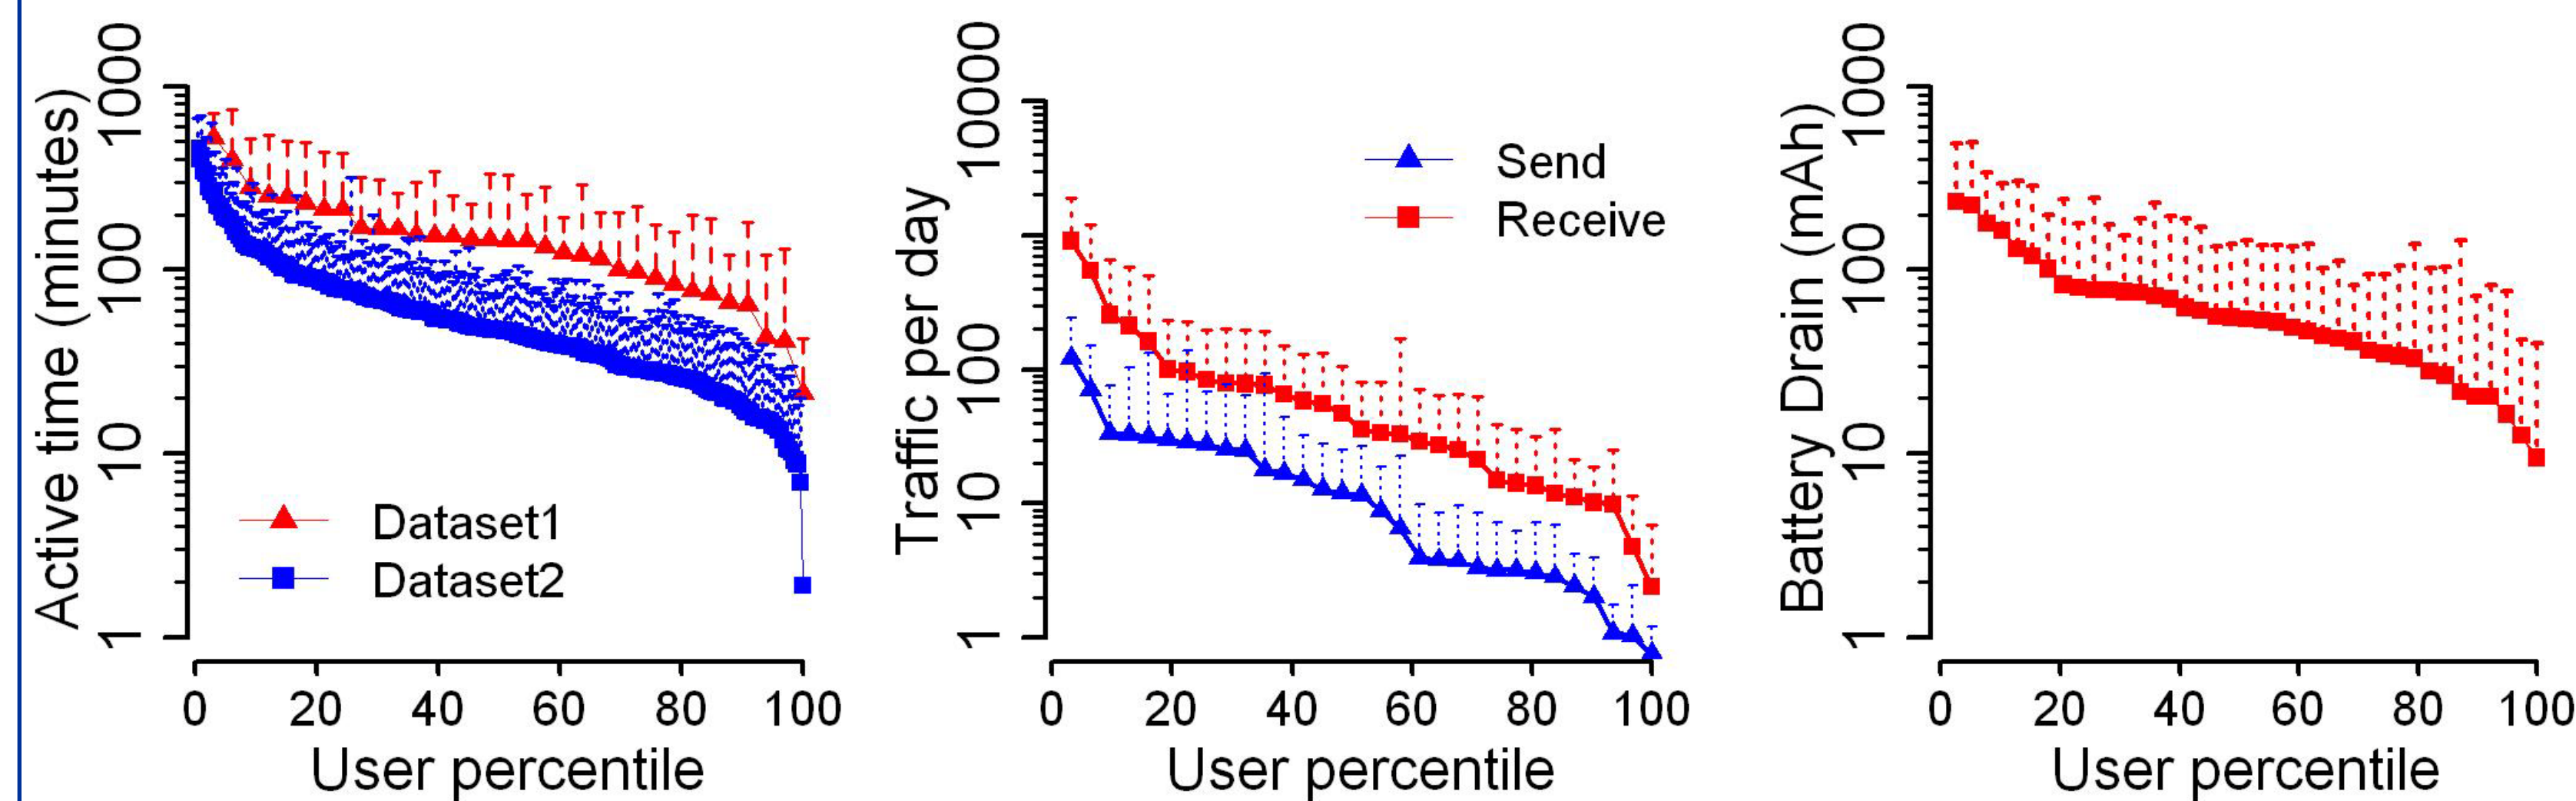 Active time (minutes)
1000
100
10
1
Dataset1
Dataset2
0 20 40 60 80 100
User percentile
Traffic per day
10000
100
10
1
Send
Receive
0 20 40 60 80 100
User percentile
Battery Drain (mAh)
1000
100
10
1
0 20 40 60 80 100
User percentile